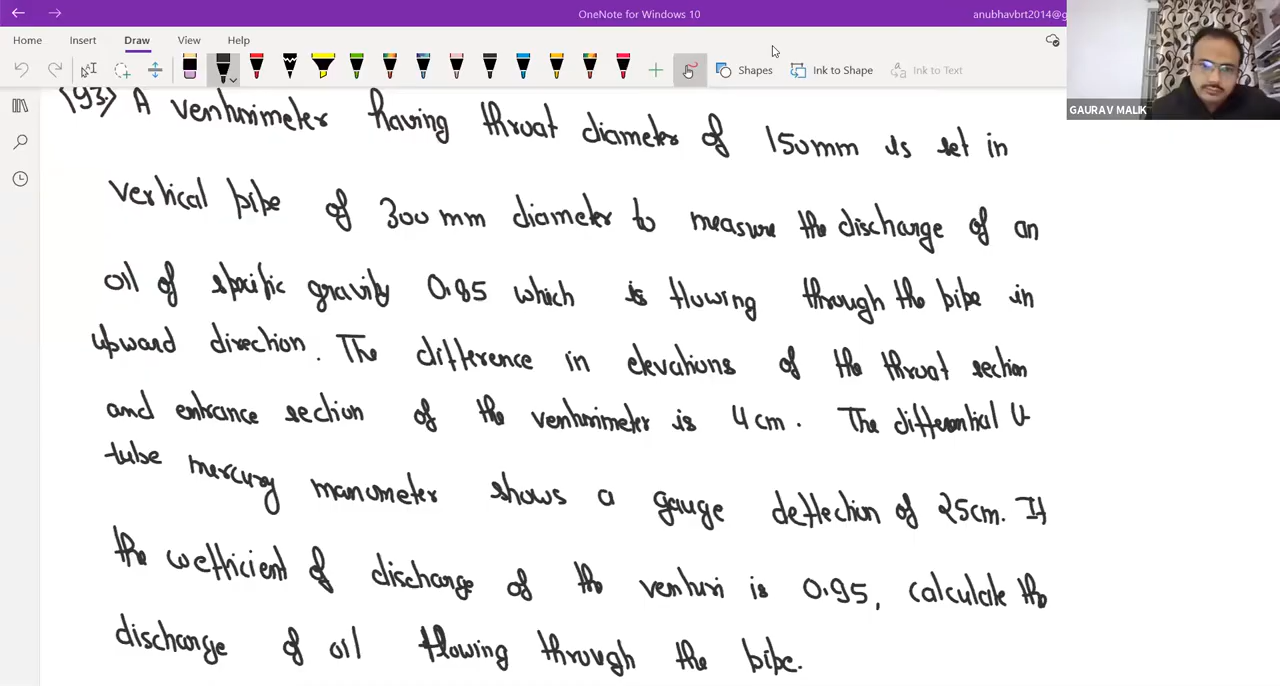 OneNote for Windows 10
anubhavbrt2014@g
Home Insert Draw View Help
Shapes Ink to Shape Ink to Text
GAURAV MALIK
193.) A venturimeter having throat diameter of 150mm is set in
vertical pipe of 300 mm diameter to measure the discharge of an
oil of specific gravity 0.85 which is flowing through the pipe in
upward direction. The difference in elevations of the throat section
and entrance section of the venturimeter is 4 cm. The differential U-
tube mercury manometer shows a gauge deflection of 25cm. If
the coefficient of discharge of the venturi is 0.95, calculate the
discharge of oil flowing through the pipe.